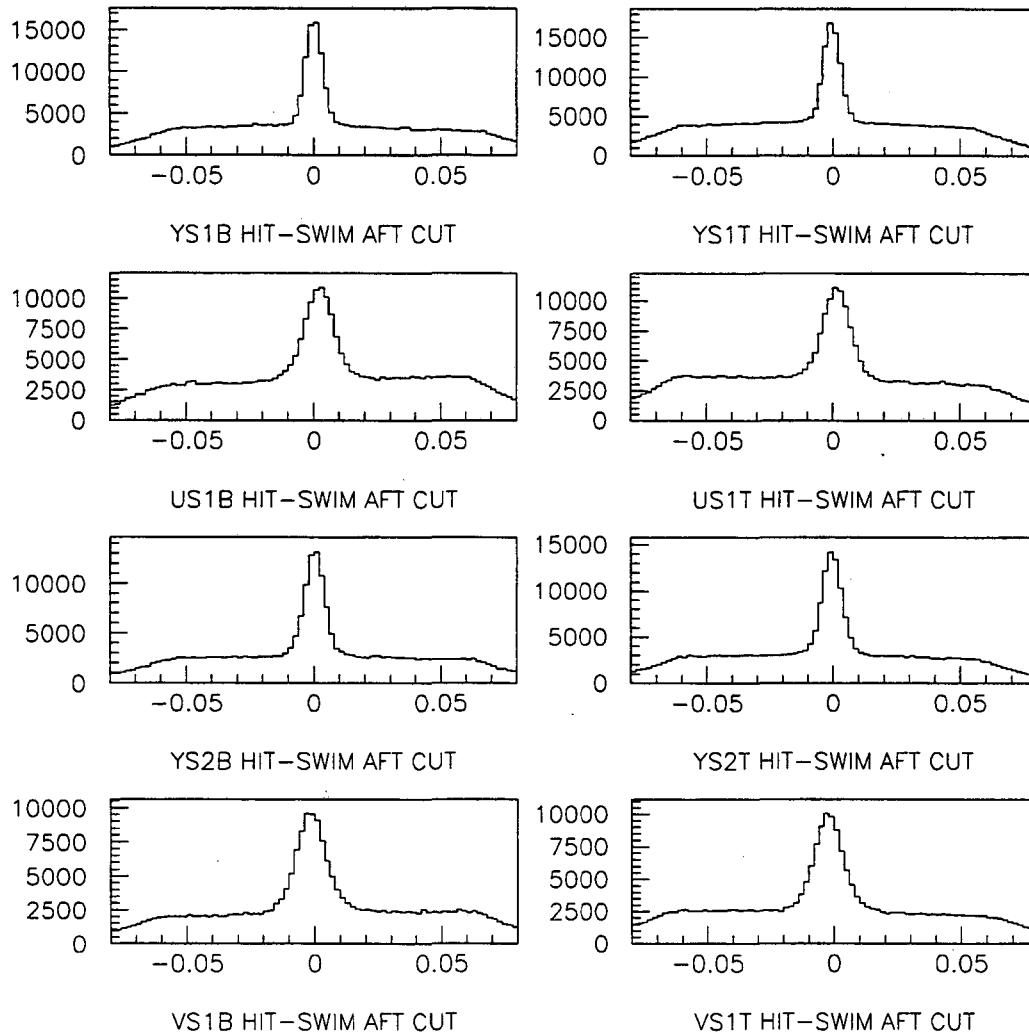 15000
10000
5000
0
−0.05 0 0.05
YS1B HIT−SWIM AFT CUT
15000
10000
5000
0
−0.05 0 0.05
YS1T HIT−SWIM AFT CUT
10000
7500
5000
2500
0
−0.05 0 0.05
US1B HIT−SWIM AFT CUT
10000
7500
5000
2500
0
−0.05 0 0.05
US1T HIT−SWIM AFT CUT
10000
5000
0
−0.05 0 0.05
YS2B HIT−SWIM AFT CUT
15000
10000
5000
0
−0.05 0 0.05
YS2T HIT−SWIM AFT CUT
10000
7500
5000
2500
0
−0.05 0 0.05
VS1B HIT−SWIM AFT CUT
10000
7500
5000
2500
0
−0.05 0 0.05
VS1T HIT−SWIM AFT CUT